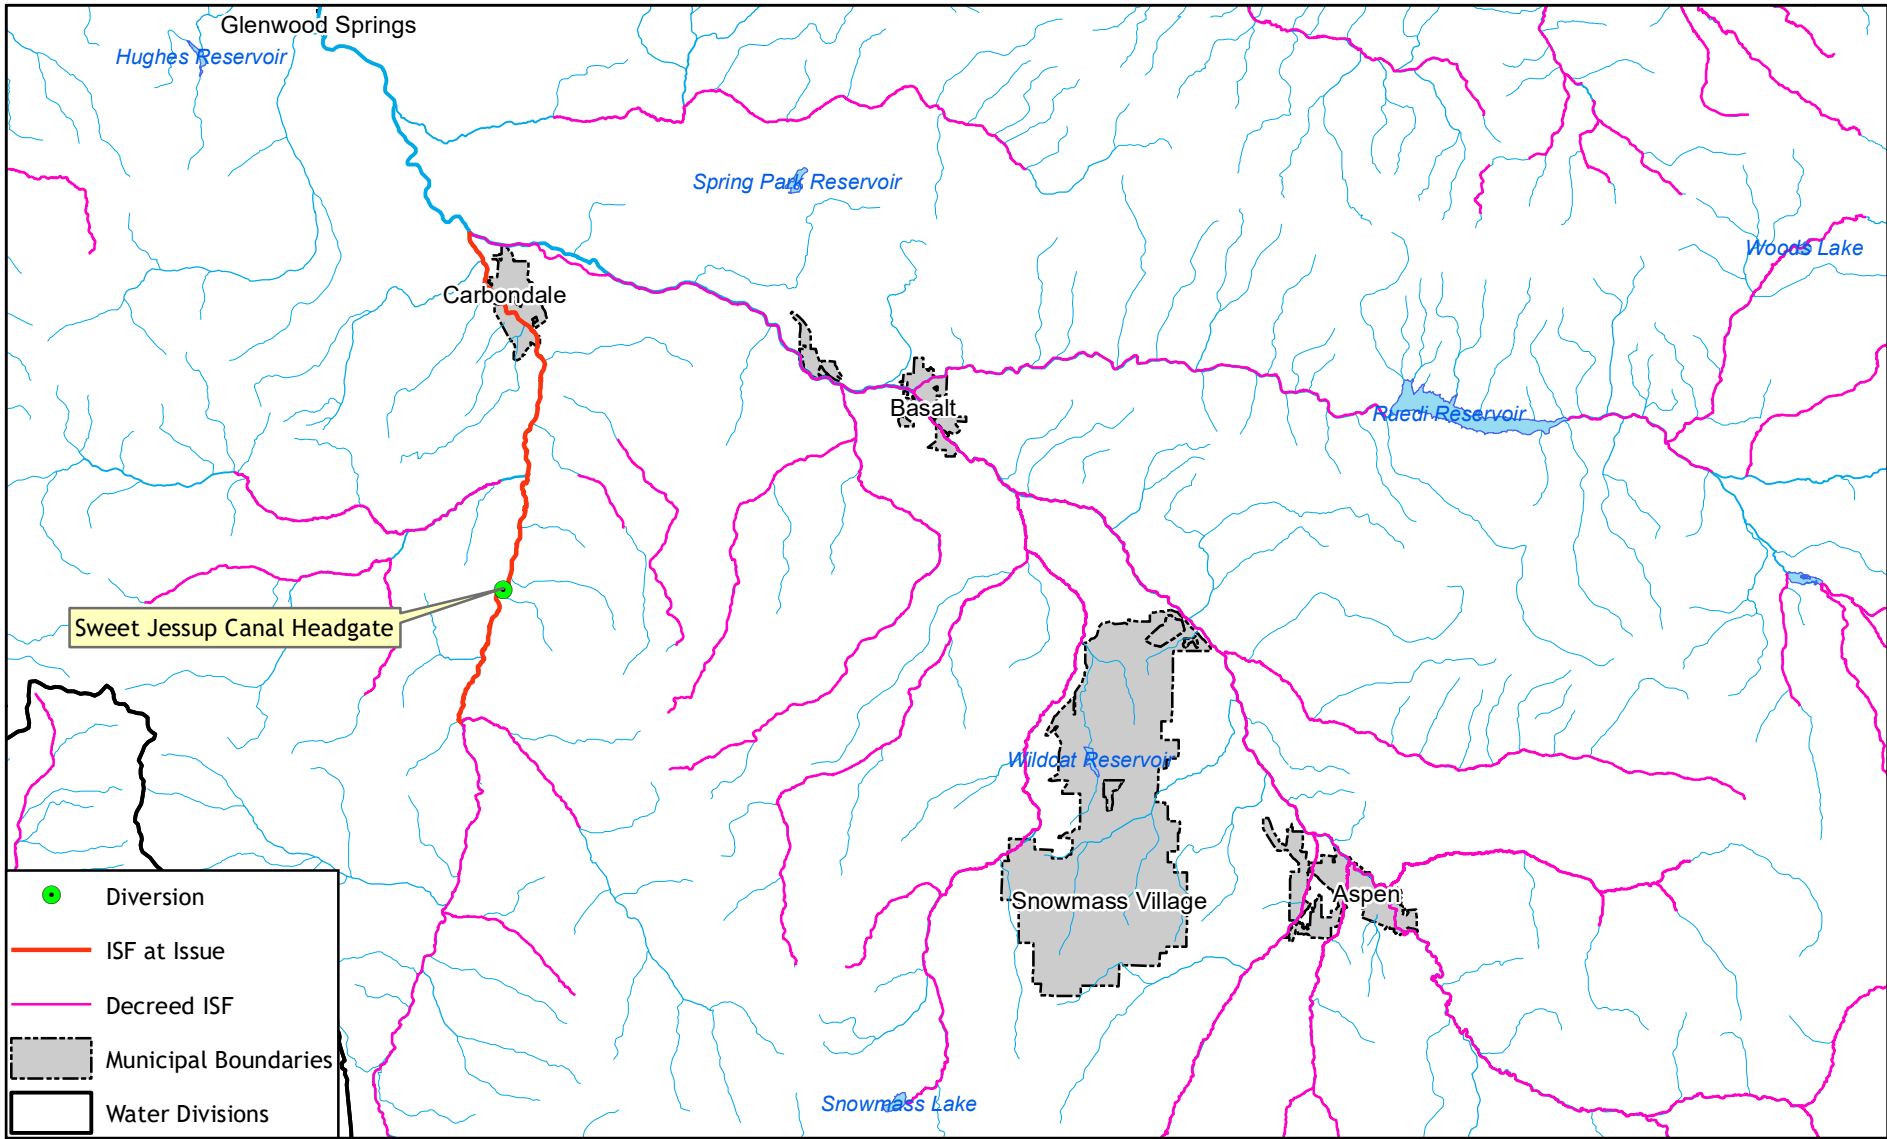 Glenwood Springs
Hughes Reservoir
Spring Park Reservoir
Woods Lake
Carbondale
Basalt
Ruedi Reservoir
Sweet Jessup Canal Headgate
Wildcat Reservoir
Snowmass Village
Aspen
Snowmass Lake
Diversion
ISF at Issue
Decreed ISF
Municipal Boundaries
Water Divisions